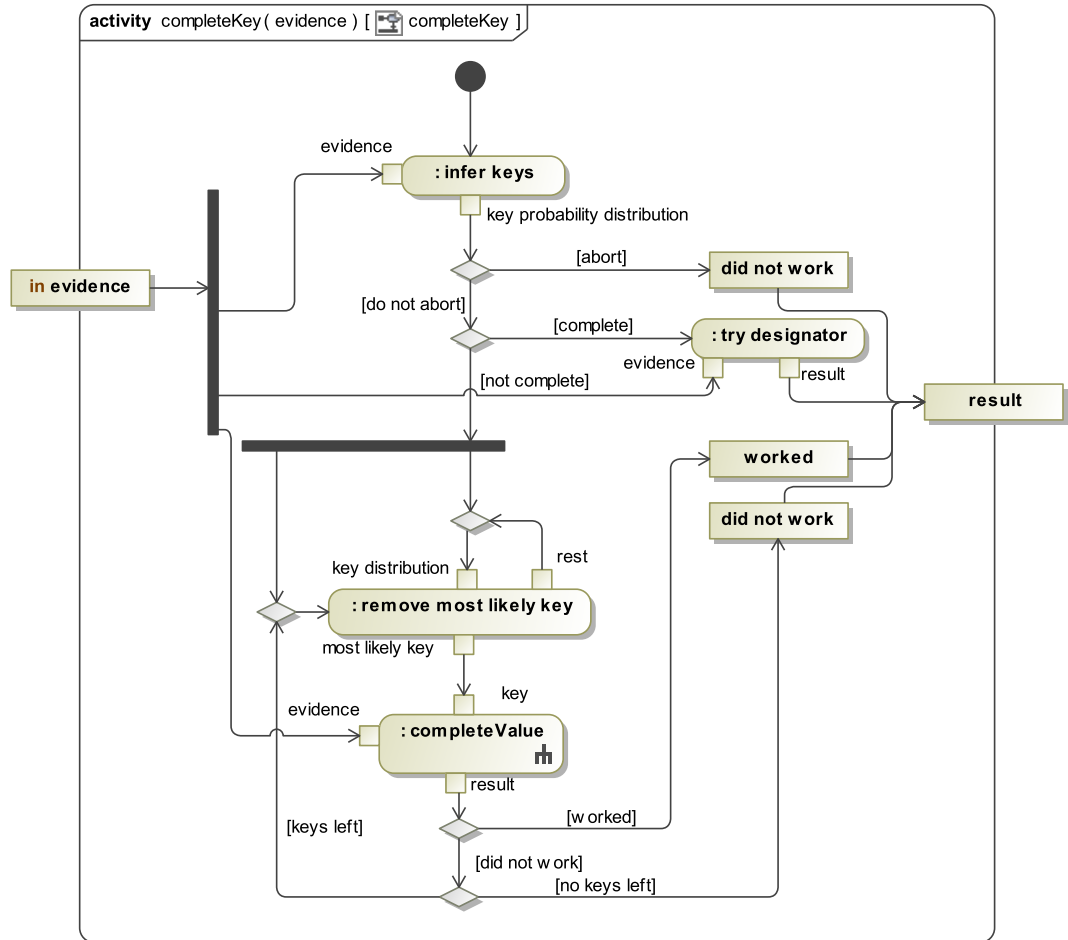 activity completeKey( evidence ) [ completeKey ]
evidence
: infer keys
key probability distribution
[abort]
did not work
in evidence
[do not abort]
[complete]
: try designator
evidence
result
[not complete]
result
worked
did not work
rest
key distribution
: remove most likely key
most likely key
key
evidence
: completeValue
result
[worked]
[keys left]
[did not work]
[no keys left]